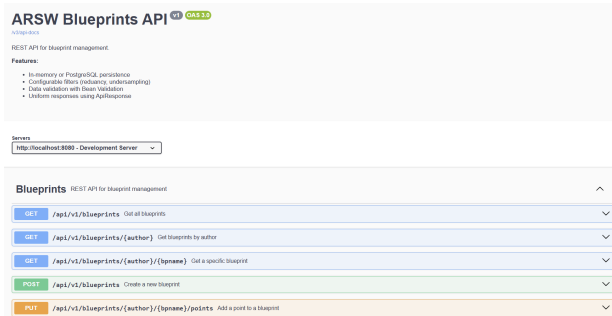 ARSW Blueprints API v1 OAS 3.0
/v3/api-docs
REST API for blueprint management.
Features:
In-memory or PostgreSQL persistence
Configurable filters (reduancy, undersampling)
Data validation with Bean Validation
Uniform responses using ApiResponse
Servers
http://localhost:8080 - Development Server
Blueprints REST API for blueprint management
GET /api/v1/blueprints Get all blueprints
GET /api/v1/blueprints/{author} Get blueprints by author
GET /api/v1/blueprints/{author}/{bpname} Get a specific blueprint
POST /api/v1/blueprints Create a new blueprint
PUT /api/v1/blueprints/{author}/{bpname}/points Add a point to a blueprint